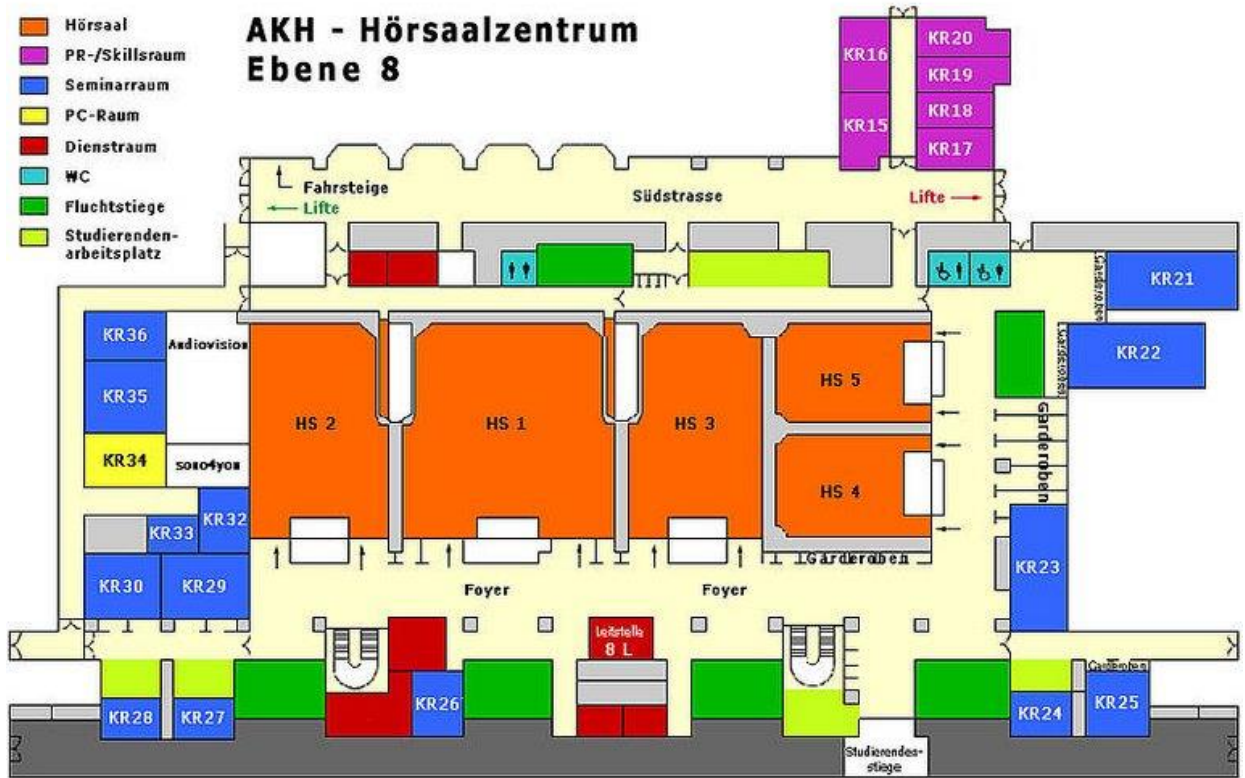 AKH - Hörsaalzentrum
Ebene 8
Hörsaal
PR-/Skillsraum
Seminarraum
PC-Raum
Dienstraum
WC
Fluchtstiege
Studierenden-
arbeitsplatz
KR16
KR20
KR19
KR15
KR18
KR17
Fahrsteige
Lifte
Südstrasse
Lifte
Garderoben
KR21
Garderoben
KR22
KR36
Audiovision
KR35
HS 2
HS 1
HS 3
HS 5
HS 4
Garderoben
KR34
sono4you
KR32
KR33
KR30
KR29
Garderoben
KR23
Foyer
Foyer
Leitstelle
8 L
Garderoben
KR28
KR27
KR26
KR24
KR25
Studierenden-
stiege